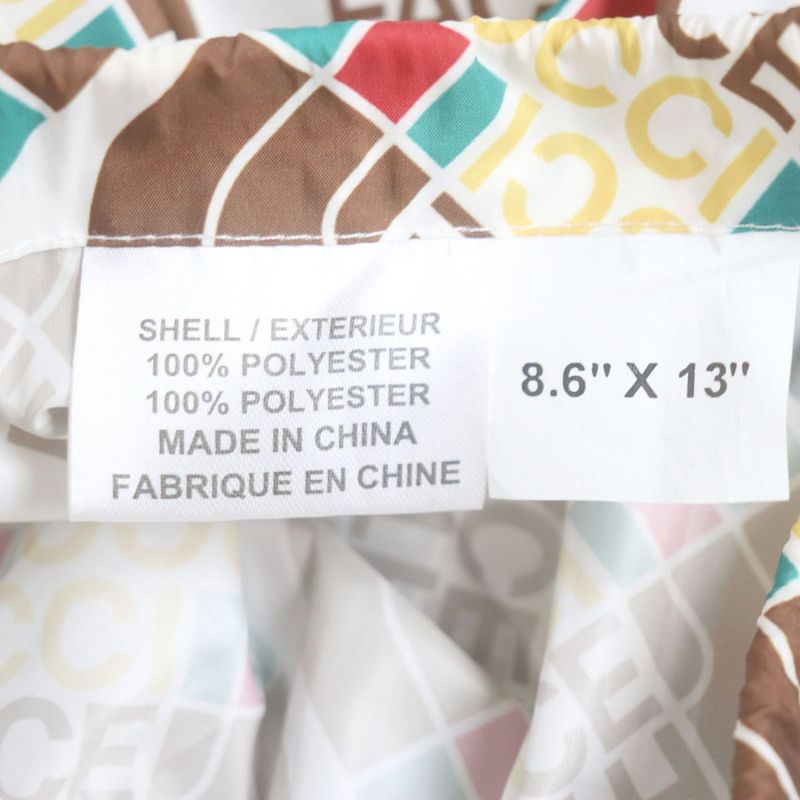 SHELL / EXTERIEUR
100% POLYESTER
100% POLYESTER
MADE IN CHINA
FABRIQUE EN CHINE
8.6" X 13"